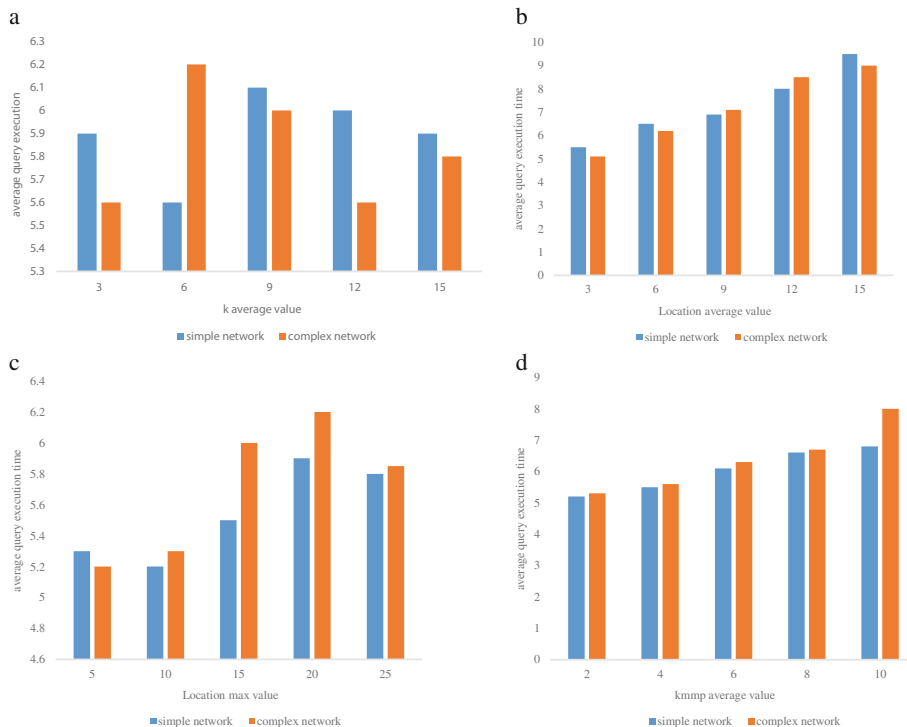 a
6.3
6.2
6.1
6
5.9
5.8
5.7
5.6
5.5
5.4
5.3
average query execution
3 6 9 12 15
k average value
simple network complex network
b
10
9
8
7
6
5
4
3
2
1
0
average query execution time
3 6 9 12 15
Location average value
simple network complex network
c
6.4
6.2
6
5.8
5.6
5.4
5.2
5
4.8
4.6
average query execution time
5 10 15 20 25
Location max value
simple network complex network
d
9
8
7
6
5
4
3
2
1
0
average query execution time
2 4 6 8 10
kmmp average value
simple network complex network